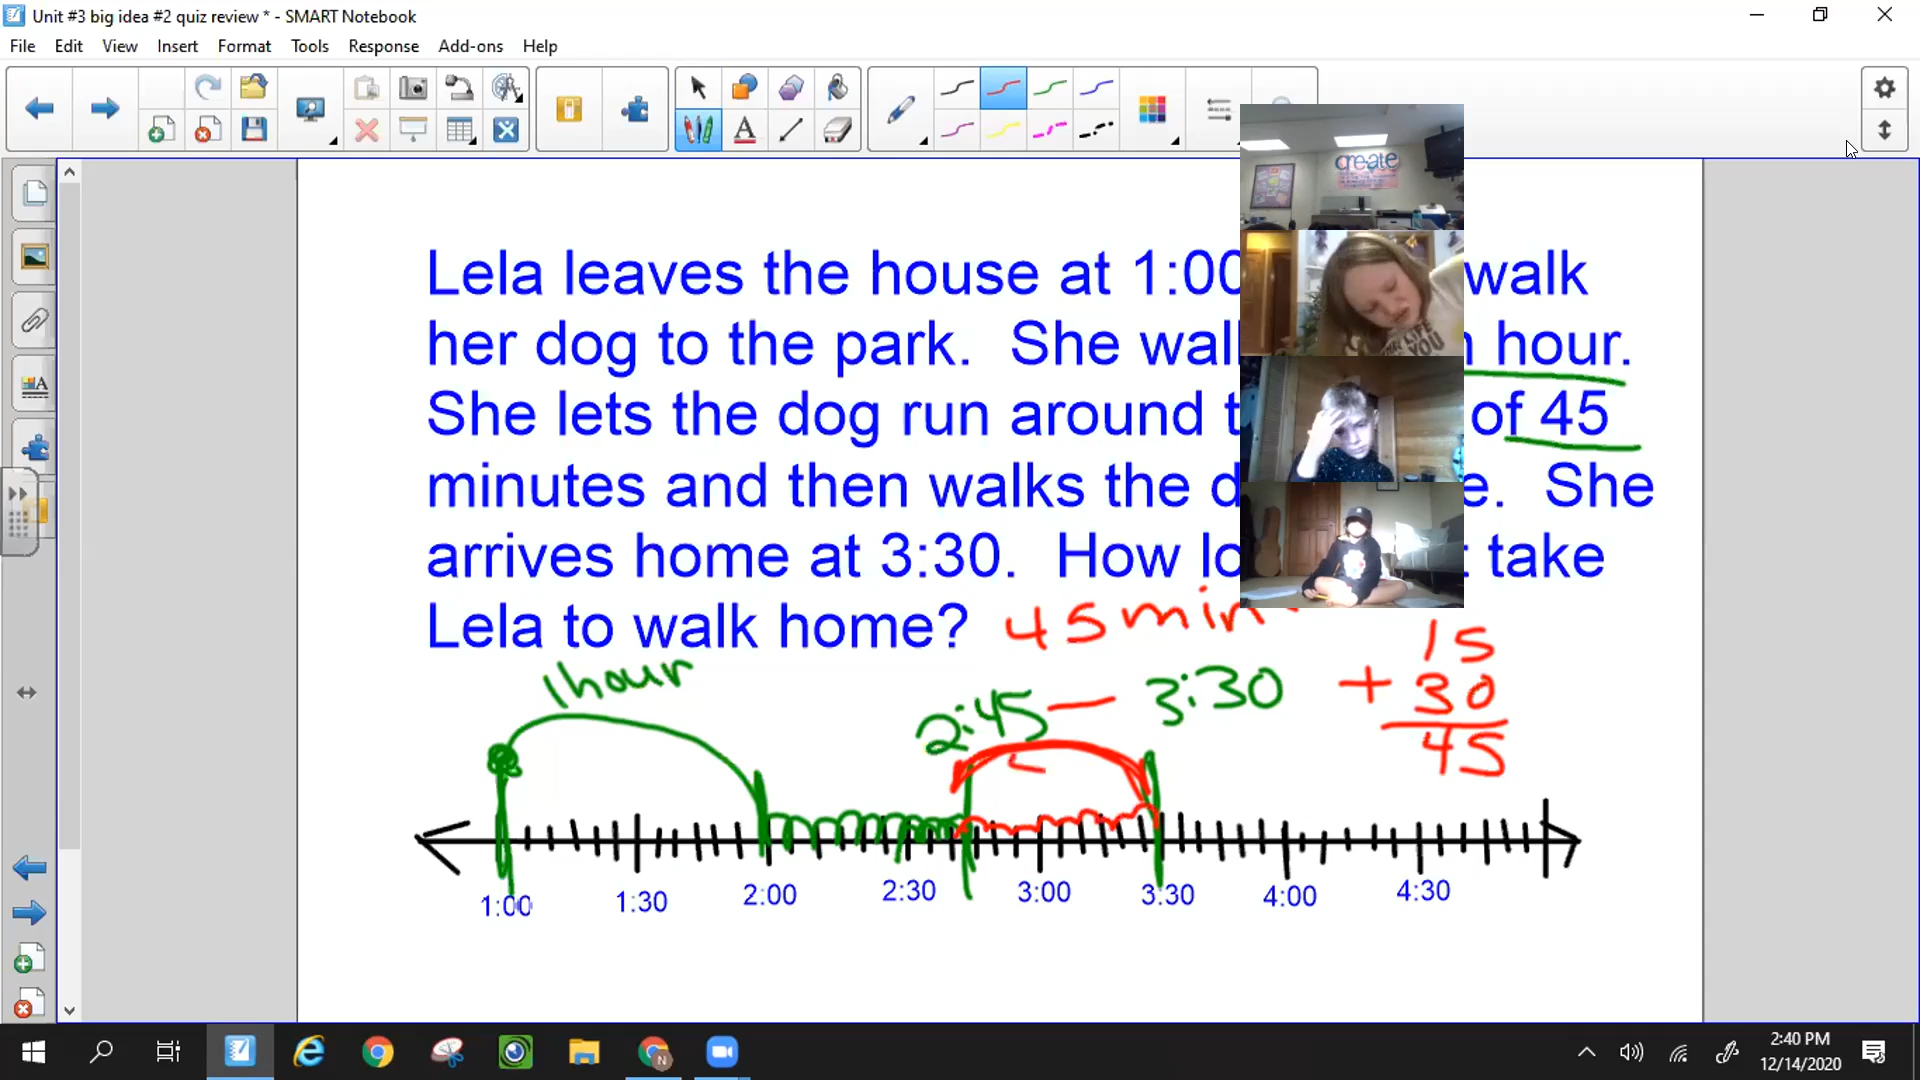 Unit #3 big idea #2 quiz review * - SMART Notebook
File Edit View Insert Format Tools Response Add-ons Help
create
Lela leaves the house at 1:00 walk
her dog to the park. She wal hour.
She lets the dog run around t of 45
minutes and then walks the d e. She
arrives home at 3:30. How lo take
Lela to walk home? 45 min
1 hour
2:45 — 3:30
15
+ 30
45
1:00 1:30 2:00 2:30 3:00 3:30 4:00 4:30
2:40 PM
12/14/2020